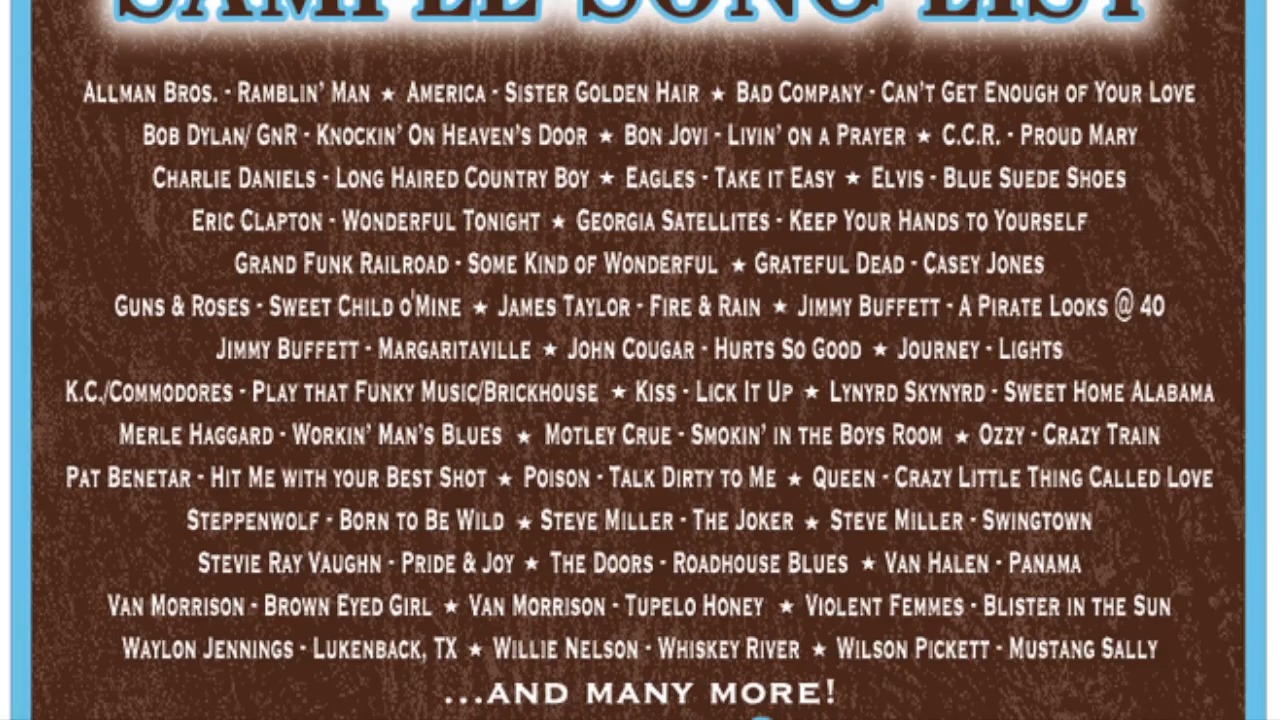 SAMPLE SONG LIST
ALLMAN BROS. - RAMBLIN' MAN ★ AMERICA - SISTER GOLDEN HAIR ★ BAD COMPANY - CAN'T GET ENOUGH OF YOUR LOVE
BOB DYLAN/ GNR - KNOCKIN' ON HEAVEN'S DOOR ★ BON JOVI - LIVIN' ON A PRAYER ★ C.C.R. - PROUD MARY
CHARLIE DANIELS - LONG HAIRED COUNTRY BOY ★ EAGLES - TAKE IT EASY ★ ELVIS - BLUE SUEDE SHOES
ERIC CLAPTON - WONDERFUL TONIGHT ★ GEORGIA SATELLITES - KEEP YOUR HANDS TO YOURSELF
GRAND FUNK RAILROAD - SOME KIND OF WONDERFUL ★ GRATEFUL DEAD - CASEY JONES
GUNS & ROSES - SWEET CHILD O'MINE ★ JAMES TAYLOR - FIRE & RAIN ★ JIMMY BUFFETT - A PIRATE LOOKS @ 40
JIMMY BUFFETT - MARGARITAVILLE ★ JOHN COUGAR - HURTS SO GOOD ★ JOURNEY - LIGHTS
K.C./COMMODORES - PLAY THAT FUNKY MUSIC/BRICKHOUSE ★ KISS - LICK IT UP ★ LYNYRD SKYNYRD - SWEET HOME ALABAMA
MERLE HAGGARD - WORKIN' MAN'S BLUES ★ MOTLEY CRUE - SMOKIN' IN THE BOYS ROOM ★ OZZY - CRAZY TRAIN
PAT BENETAR - HIT ME WITH YOUR BEST SHOT ★ POISON - TALK DIRTY TO ME ★ QUEEN - CRAZY LITTLE THING CALLED LOVE
STEPPENWOLF - BORN TO BE WILD ★ STEVE MILLER - THE JOKER ★ STEVE MILLER - SWINGTOWN
STEVIE RAY VAUGHN - PRIDE & JOY ★ THE DOORS - ROADHOUSE BLUES ★ VAN HALEN - PANAMA
VAN MORRISON - BROWN EYED GIRL ★ VAN MORRISON - TUPELO HONEY ★ VIOLENT FEMMES - BLISTER IN THE SUN
WAYLON JENNINGS - LUKENBACK, TX ★ WILLIE NELSON - WHISKEY RIVER ★ WILSON PICKETT - MUSTANG SALLY
...AND MANY MORE!